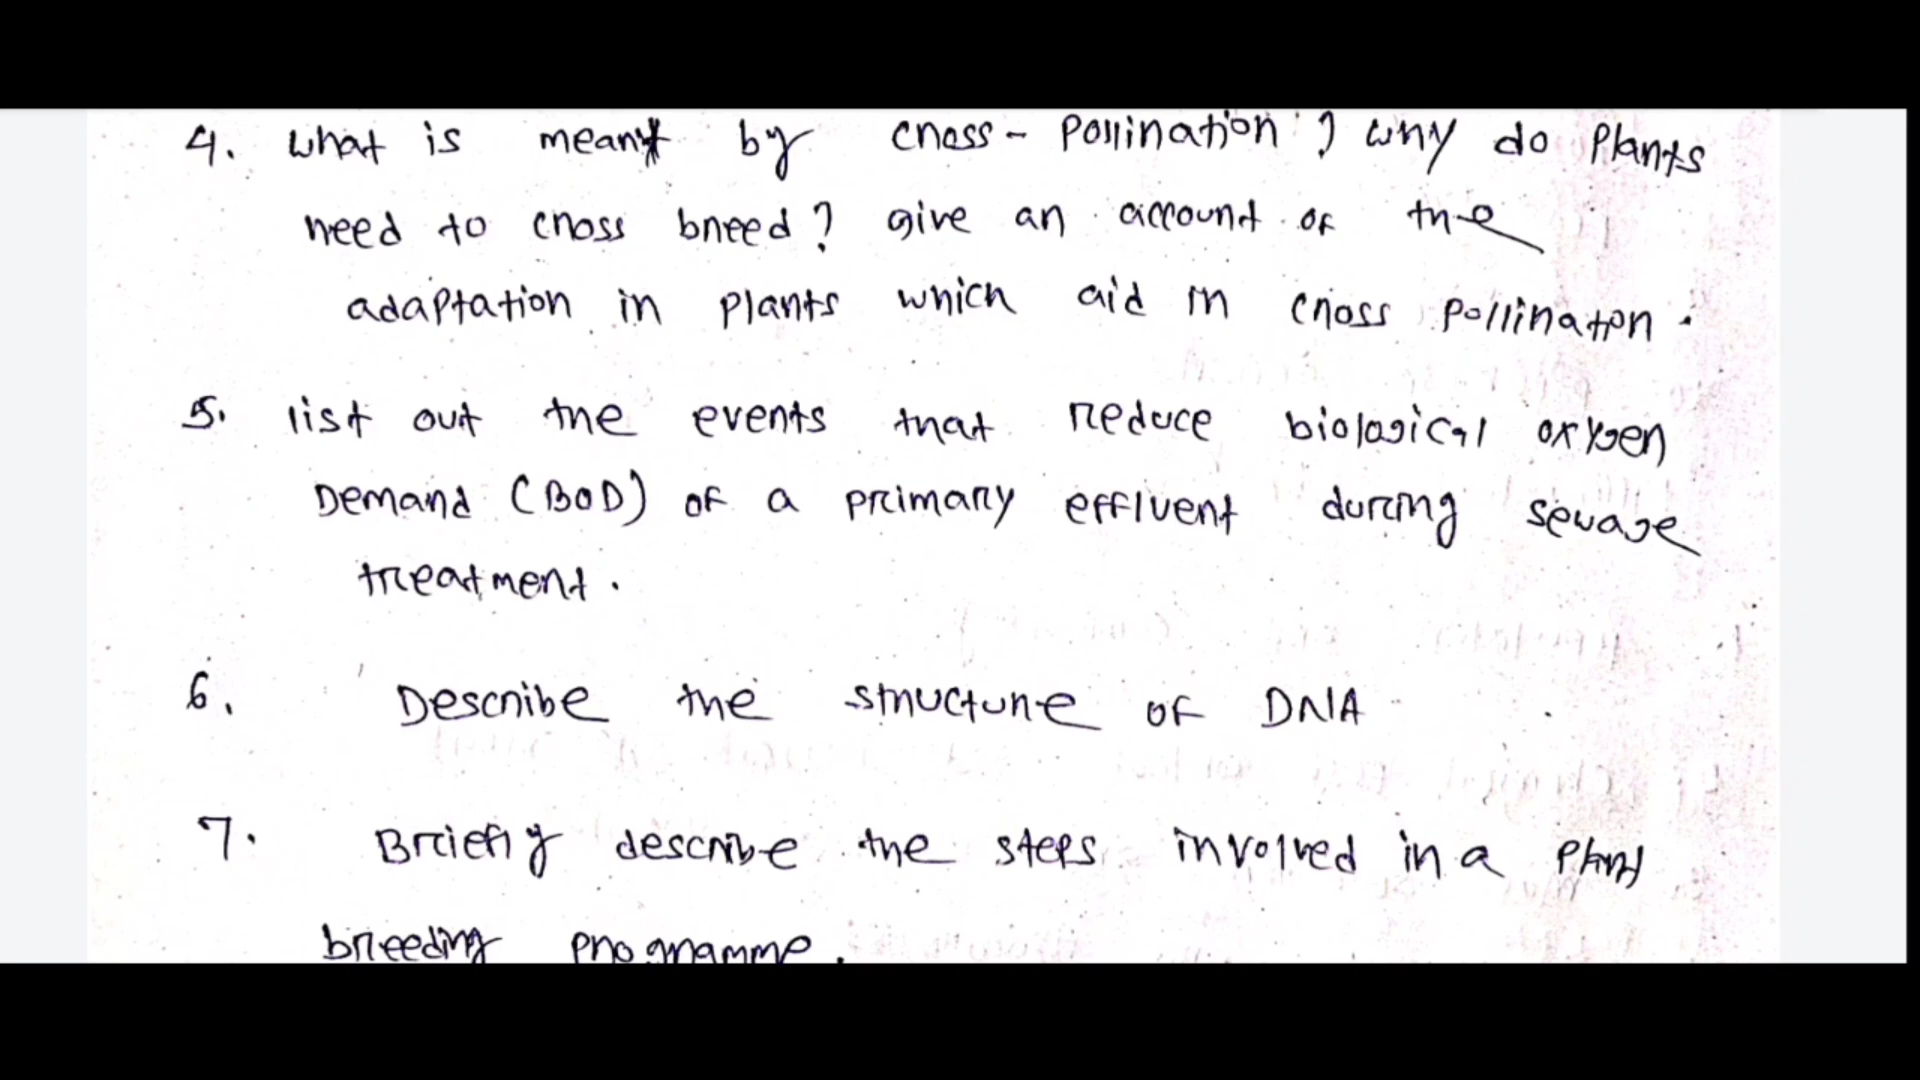 4. What is meant by cross-pollination? why do plants
need to cross breed? give an account of the
adaptation in plants which aid in cross pollination.
5. list out the events that reduce biological oxygen
Demand (BOD) of a primary effluent during sewage
treatment.
6. Describe the structure of DNA
7. Briefly describe the steps involved in a plant
breeding programme.